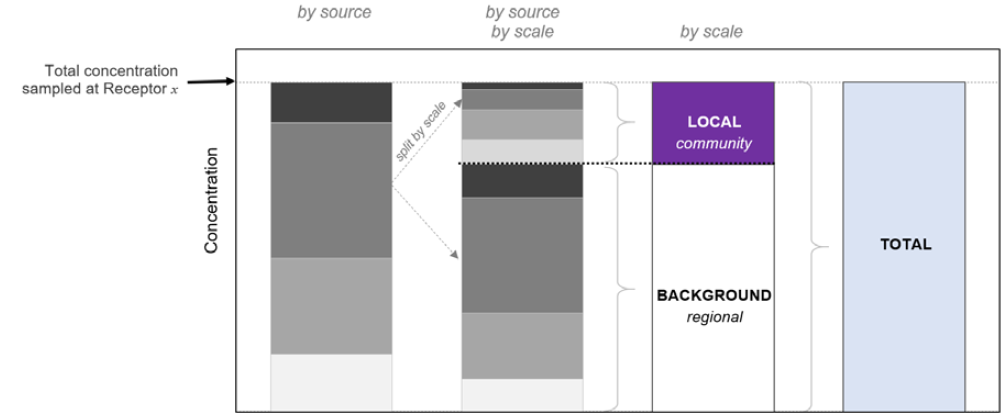 by source
by source
by scale
by scale
Total concentration
sampled at Receptor x
split by scale
LOCAL
community
Concentration
TOTAL
BACKGROUND
regional